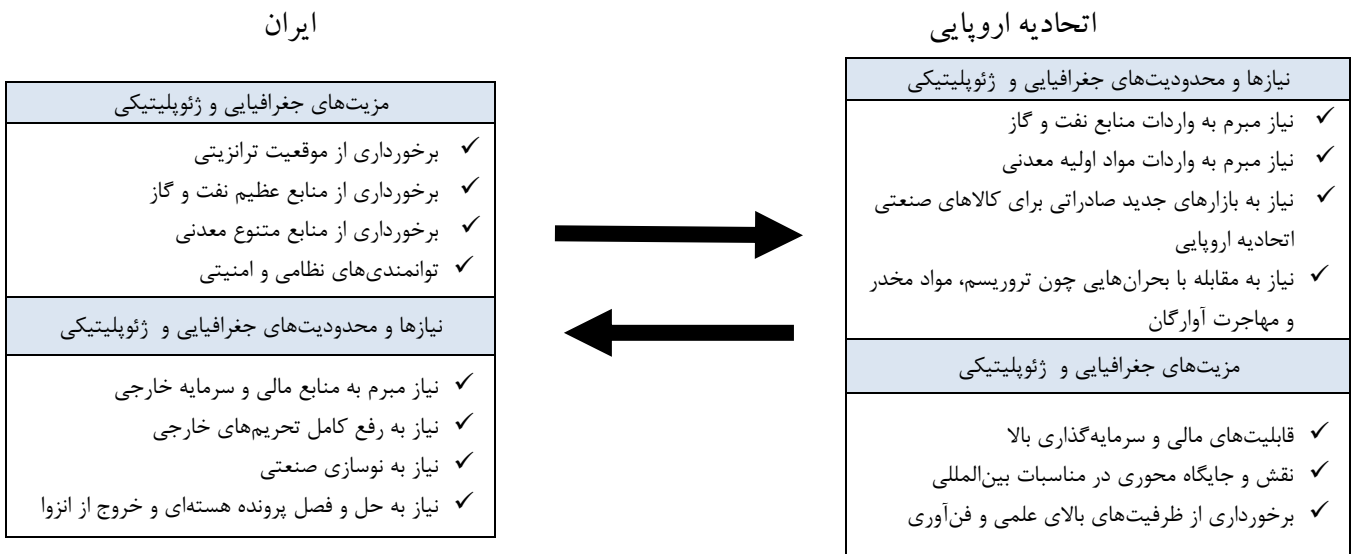 اتحادیه اروپایی
نیازها و محدودیت‌های جغرافیایی و ژئوپلیتیکی
✓ نیاز مبرم به واردات منابع نفت و گاز
✓ نیاز مبرم به واردات مواد اولیه معدنی
✓ نیاز به بازارهای جدید صادراتی برای کالاهای صنعتی
اتحادیه اروپایی
✓ نیاز به مقابله با بحران‌هایی چون تروریسم، مواد مخدر
و مهاجرت آوارگان
مزیت‌های جغرافیایی و ژئوپلیتیکی
✓ قابلیت‌های مالی و سرمایه‌گذاری بالا
✓ نقش و جایگاه محوری در مناسبات بین‌المللی
✓ برخورداری از ظرفیت‌های بالای علمی و فن‌آوری
ایران
مزیت‌های جغرافیایی و ژئوپلیتیکی
✓ برخورداری از موقعیت ترانزیتی
✓ برخورداری از منابع عظیم نفت و گاز
✓ برخورداری از منابع متنوع معدنی
✓ توانمندی‌های نظامی و امنیتی
نیازها و محدودیت‌های جغرافیایی و ژئوپلیتیکی
✓ نیاز مبرم به منابع مالی و سرمایه خارجی
✓ نیاز به رفع کامل تحریم‌های خارجی
✓ نیاز به نوسازی صنعتی
✓ نیاز به حل و فصل پرونده هسته‌ای و خروج از انزوا